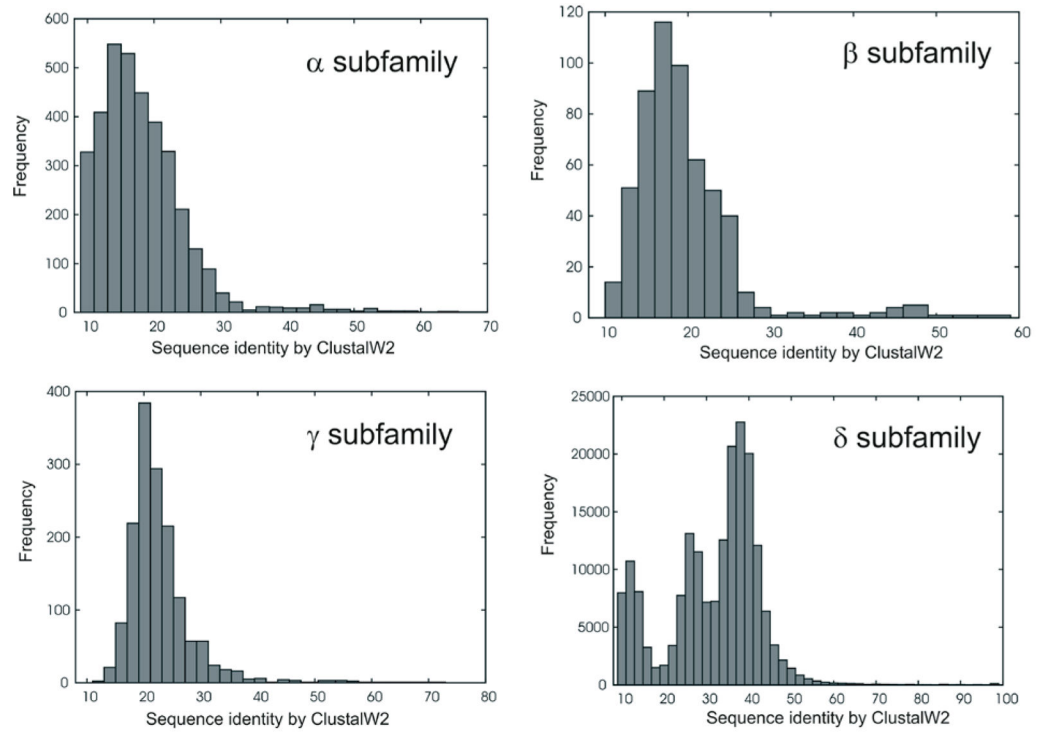 α subfamily
600
500
400
300
200
100
0
Frequency
10 20 30 40 50 60 70
Sequence identity by ClustalW2
β subfamily
120
100
80
60
40
20
0
Frequency
10 20 30 40 50 60
Sequence identity by ClustalW2
γ subfamily
400
300
200
100
0
Frequency
10 20 30 40 50 60 70 80
Sequence identity by ClustalW2
δ subfamily
25000
20000
15000
10000
5000
0
Frequency
10 20 30 40 50 60 70 80 90 100
Sequence identity by ClustalW2